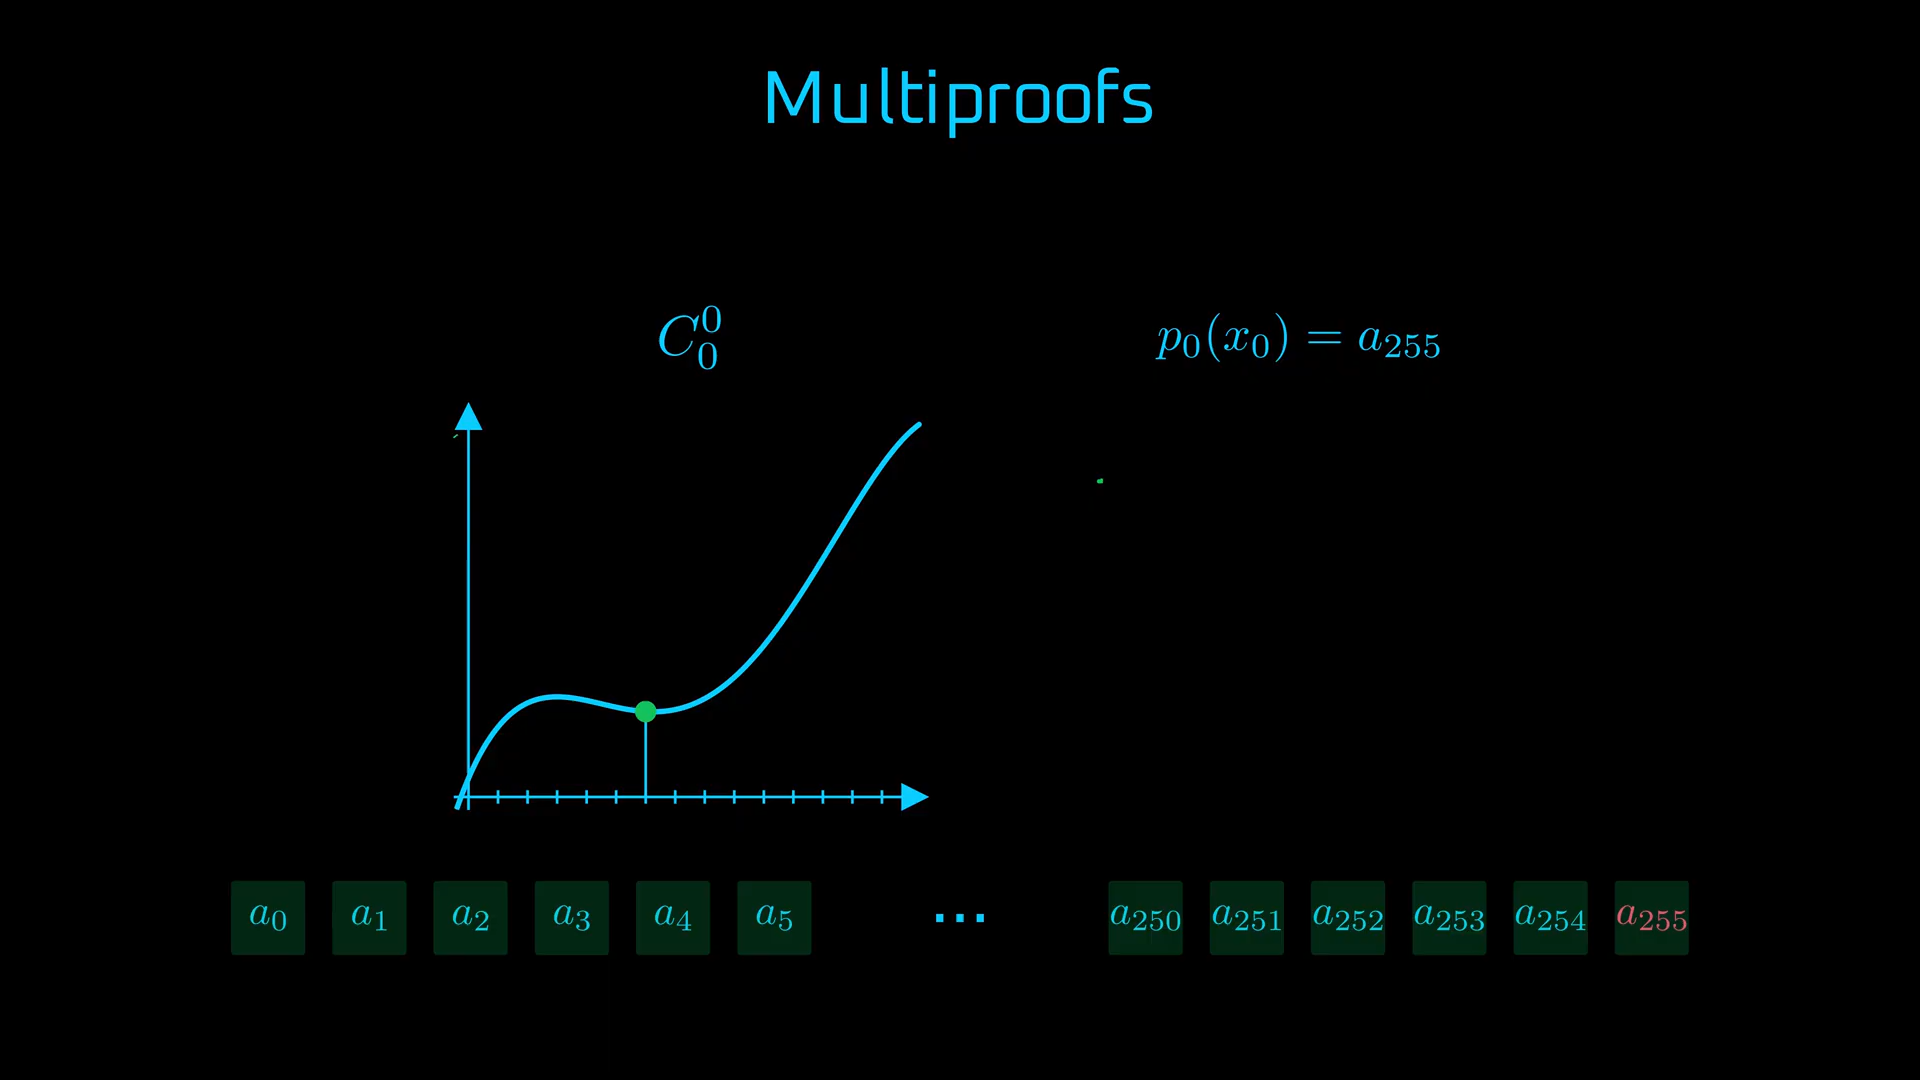 Multiproofs
C_0^0
p_0(x_0) = a_255
a_0 a_1 a_2 a_3 a_4 a_5 ... a_250 a_251 a_252 a_253 a_254 a_255